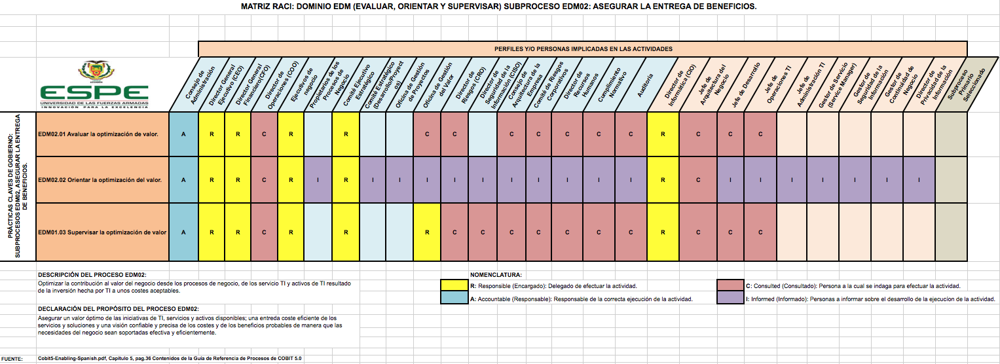 MATRIZ RACI: DOMINIO EDM (EVALUAR, ORIENTAR Y SUPERVISAR) SUBPROCESO EDM02: ASEGURAR LA ENTREGA DE BENEFICIOS.
PERFILES Y/O PERSONAS IMPLICADAS EN LAS ACTIVIDADES
ESPE
UNIVERSIDAD DE LAS FUERZAS ARMADAS
INNOVACIÓN PARA LA EXCELENCIA
Consejo de
Administración
Director General
Ejecutivo (CEO)
Director General
Financiero(CFO)
Director de
Operaciones (COO)
Ejecutivos de
negocio
Propietarios de los
Procesos de
Negocio
Comité Ejecutivo
Estratégico
Comité Estratégico
(Desarrollo/Proyect
os)
Oficina de Gestión
de Proyectos
Oficina de Gestión
del Valor
Director de
Riesgos (CRO)
Director de
Seguridad de la
Información (CISO)
Consejo de
Arquitectura de la
Empresa
Comité de Riesgos
Corporativos
Director de
Recursos
Humanos
Cumplimiento
Normativo
Auditoría
Director de
Informática (CIO)
Jefe de
Arquitectura del
Negocio
Jefe de Desarrollo
Jefe de
Operaciones TI
Jefe de
Administración TI
Gestor de Servicio
(Service Manager)
Gestor de
Seguridad de la
Información
Gestor de
Continuidad de
Negocio
Director de
Privacidad de la
Información
Subproceso
Primario
Seleccionado
PRÁCTICAS CLAVES DE GOBIERNO:
SUBPROCESOS EDM02, ASEGURAR LA ENTREGA
DE BENEFICIOS.
EDM02.01 Avaluar la optimización de valor. A R R C R R C C C C C C C R C C C
EDM02.02 Orientar la optimización del valor. A R R C R I R I I I I I I I I I I R C I I I I I I I
EDM01.03 Supervisar la optimización de valor A R R C R R R C C C C C C C R C C C
DESCRIPCIÓN DEL PROCESO EDM02:
Optimizar la contribución al valor del negocio desde los procesos de negocio, de los servicio TI y activos de TI resultado
de la inversión hecha por TI a unos costes aceptables.
DECLARACIÓN DEL PROPÓSITO DEL PROCESO EDM02:
Asegurar un valor óptimo de las iniciativas de TI, servicios y activos disponibles; una entreda coste eficiente de los
servicios y soluciones y una visión confiable y precisa de los costes y de los beneficios probables de manera que las
necesidades del negocio sean soportadas efectiva y eficientemente.
NOMENCLATURA:
R: Responsible (Encargado): Delegado de efectuar la actividad.
A: Accountable (Responsable): Responsable de la correcta ejecución de la actividad.
C: Consulted (Consultado): Persona a la cual se indaga para efectuar la actividad.
I: Informed (Informado): Personas a informar sobre el desarrollo de la ejecucíon de la actividad.
FUENTE: Cobit5-Enabling-Spanish.pdf, Capitulo 5, pag.36 Contenidos de la Guía de Referencia de Procesos de COBIT 5.0